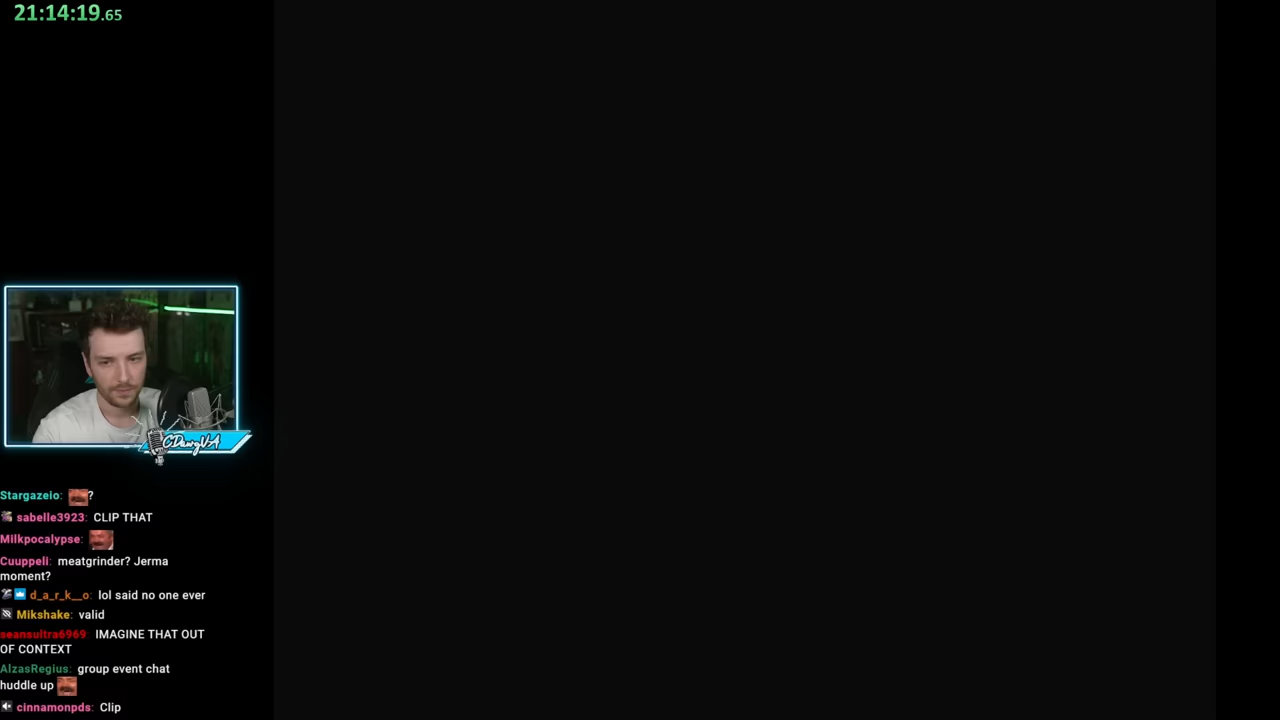 21:14:19.65
CDawgVA
Stargazeio: ?
sabelle3923: CLIP THAT
Milkpocalypse:
Cuuppeli: meatgrinder? Jerma
moment?
d_a_r_k__o: lol said no one ever
Mikshake: valid
seansultra6969 IMAGINE THAT OUT
OF CONTEXT
AlzasRegius: group event chat
huddle up
cinnamonpds: Clip